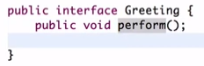 public interface Greeting {
    public void perform();
}